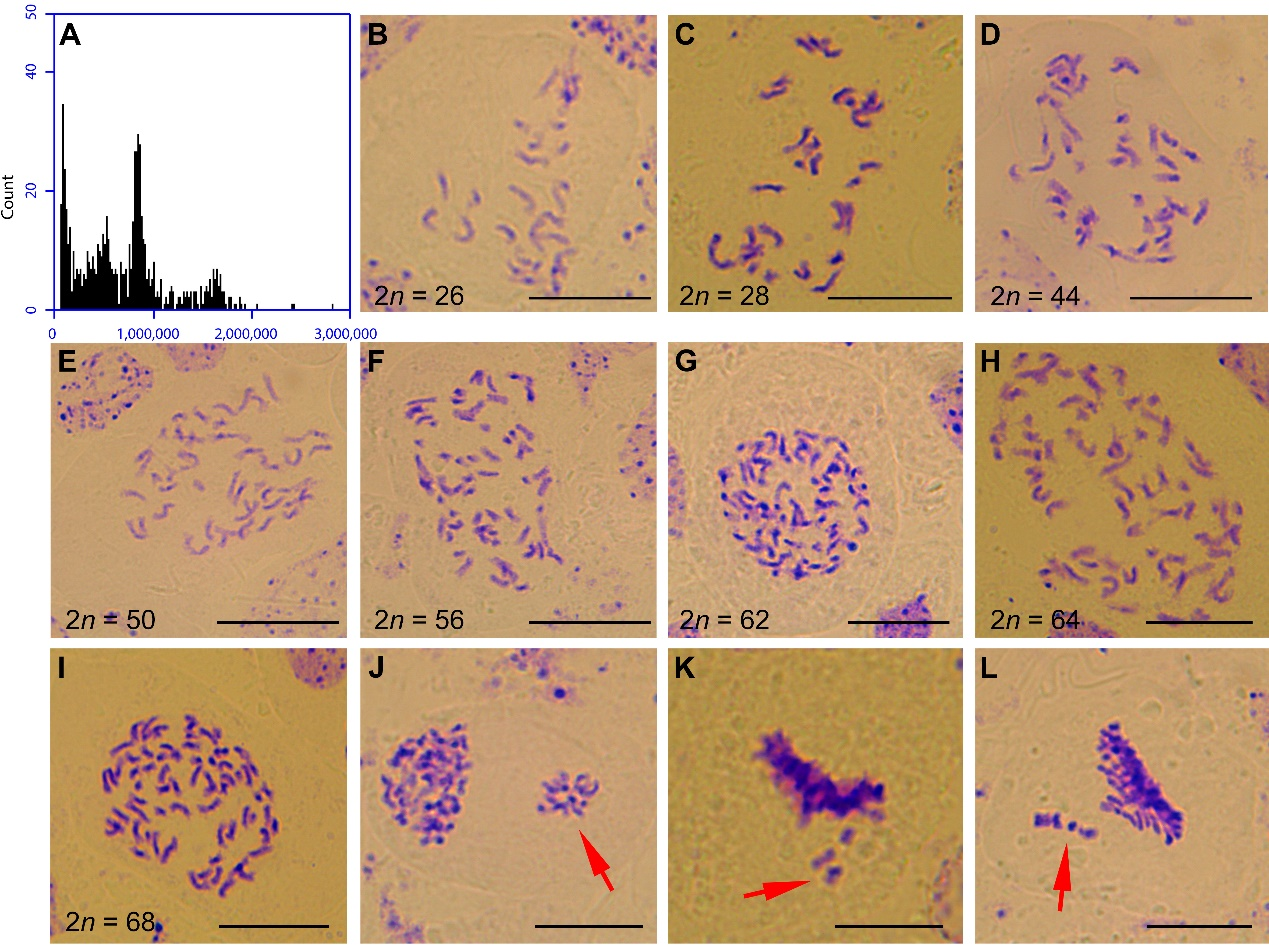 A
50
40
20
0
Count
0
1,000,000
2,000,000
3,000,000
B
2n = 26
C
2n = 28
D
2n = 44
E
2n = 50
F
2n = 56
G
2n = 62
H
2n = 64
I
2n = 68
J
K
L